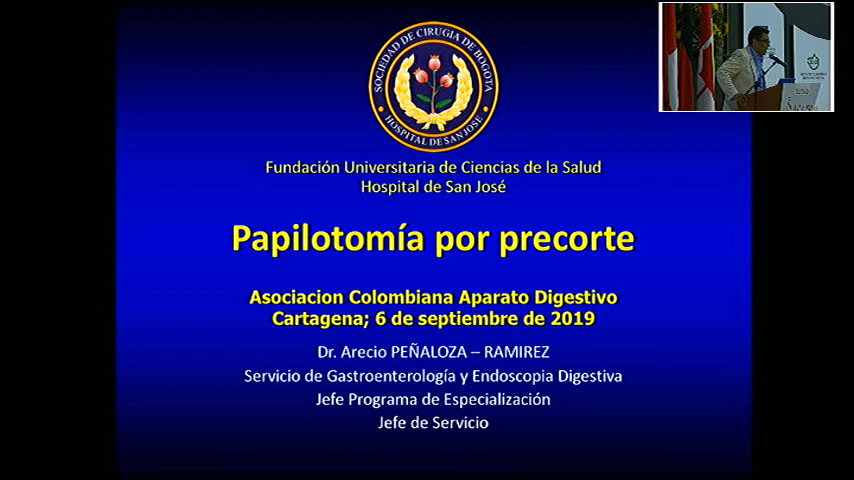 SOCIEDAD DE CIRUGÍA DE BOGOTA
HOSPITAL DE SAN JOSÉ
Fundación Universitaria de Ciencias de la Salud
Hospital de San José
Papilotomía por precorte
Asociacion Colombiana Aparato Digestivo
Cartagena; 6 de septiembre de 2019
Dr. Arecio PEÑALOZA – RAMIREZ
Servicio de Gastroenterología y Endoscopia Digestiva
Jefe Programa de Especialización
Jefe de Servicio